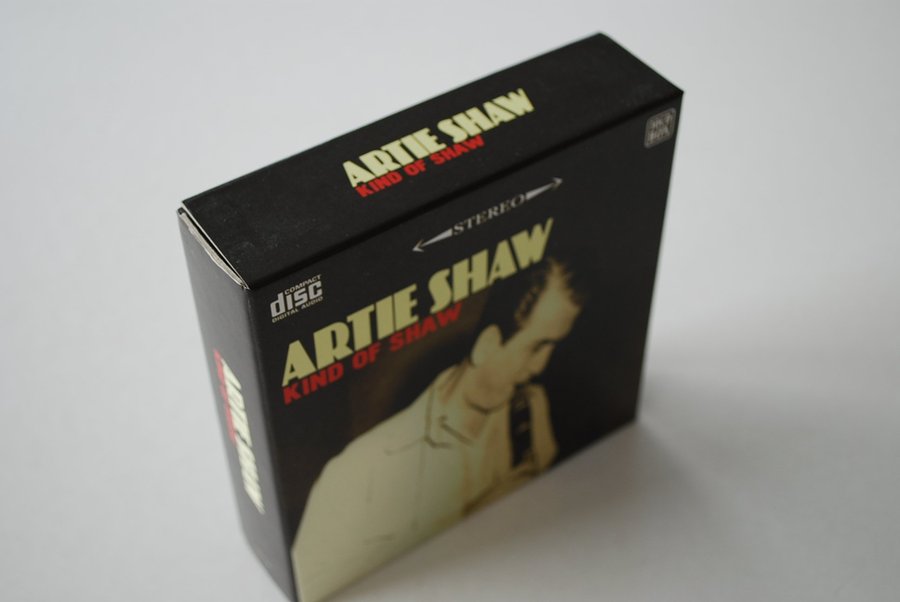 ARTIE SHAW
KIND OF SHAW
STEREO
COMPACT
disc
DIGITAL AUDIO
ARTIE SHAW
KIND OF SHAW
ARTIE SHAW